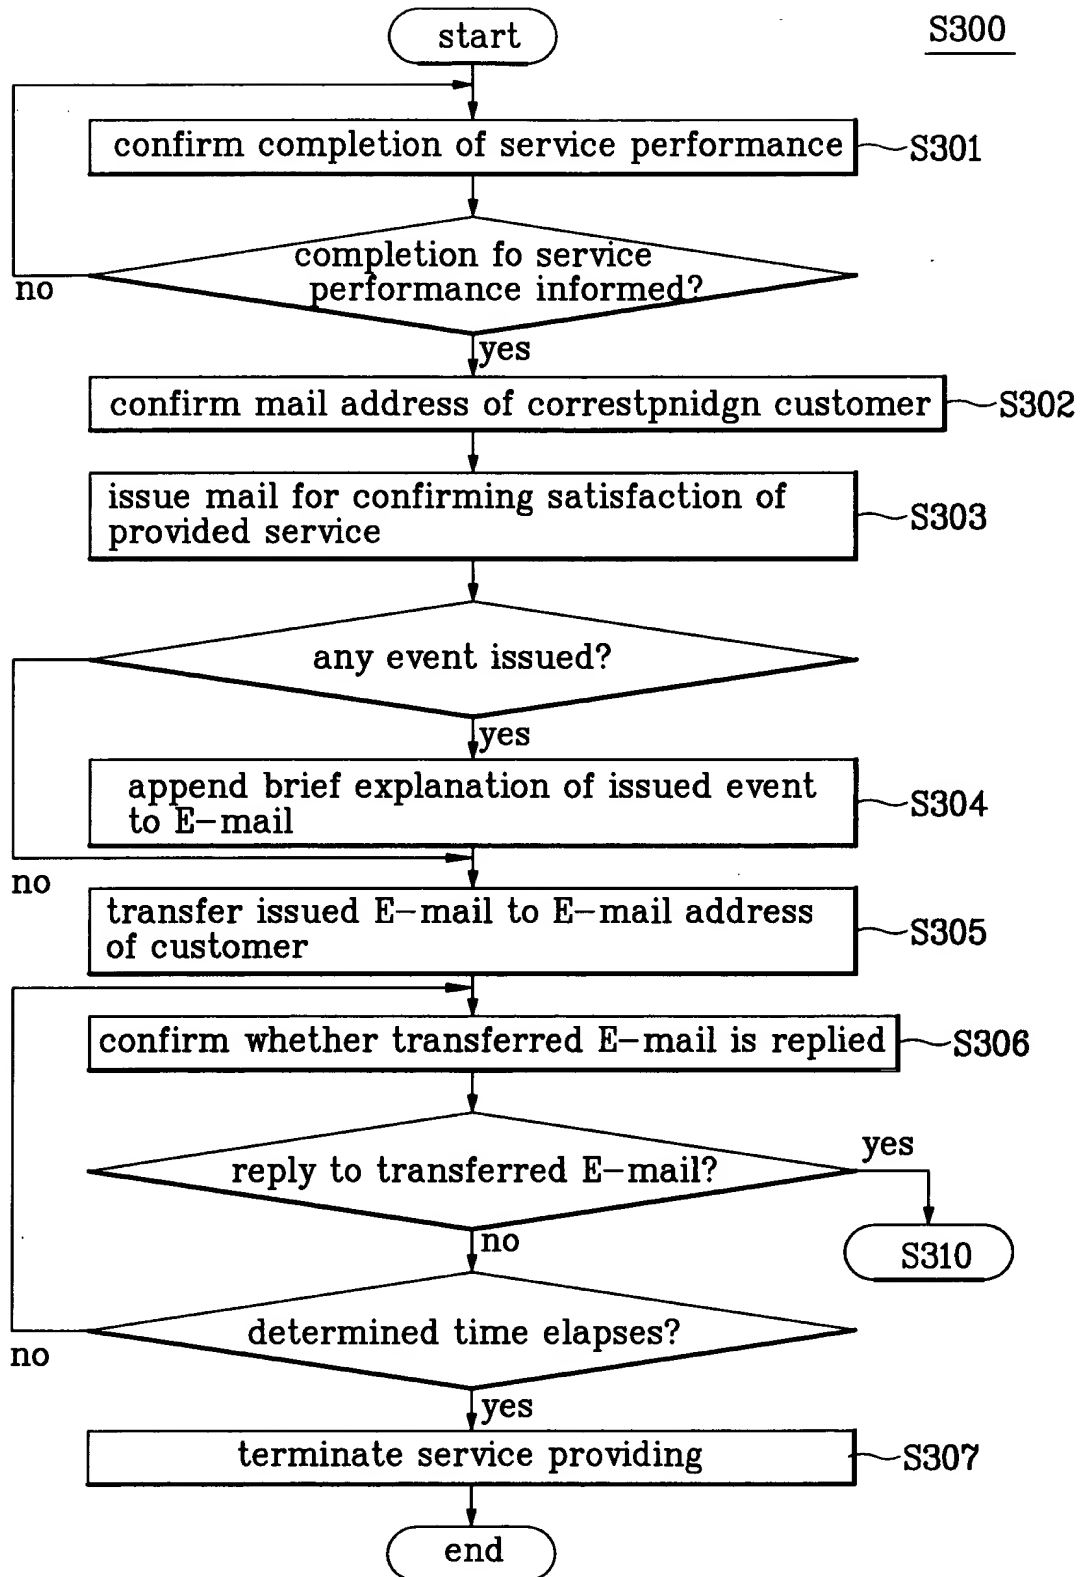 start
S300
confirm completion of service performance
S301
completion fo service
performance informed?
no
yes
confirm mail address of correstpnidgn customer
S302
issue mail for confirming satisfaction of
provided service
S303
any event issued?
yes
append brief explanation of issued event
to E-mail
S304
no
transfer issued E-mail to E-mail address
of customer
S305
confirm whether transferred E-mail is replied
S306
reply to transferred E-mail?
yes
S310
no
determined time elapses?
no
yes
terminate service providing
S307
end